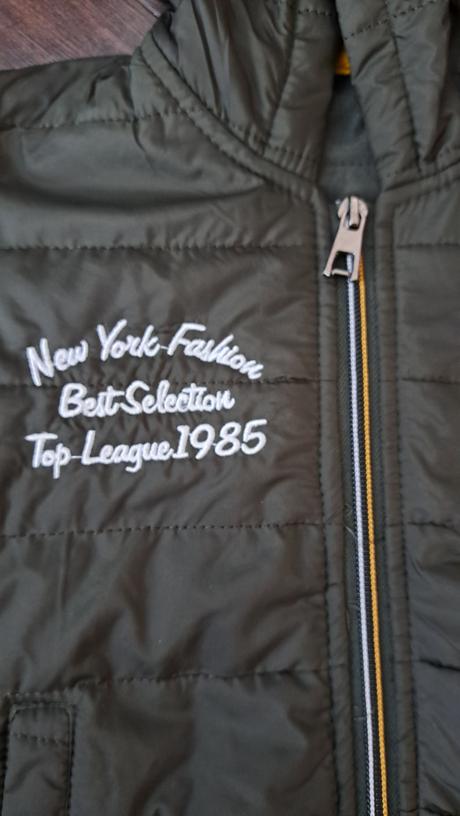 New York Fashion
Best Selection
Top League 1985